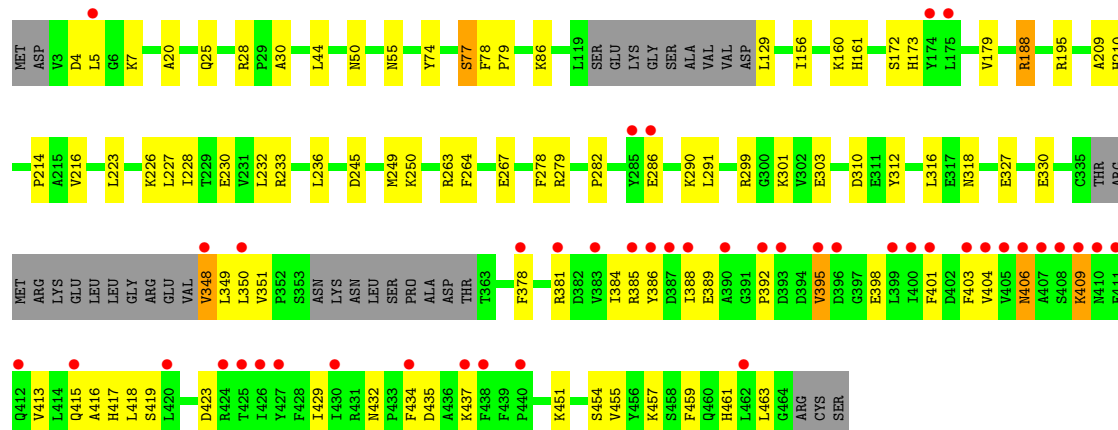 MET ASP V3 D4 L5 G6 K7 A20 Q25 R28 P29 A30 L44 N50 N55 Y74 S77 F78 P79 K86 L119 SER GLU LYS GLY SER ALA VAL VAL ASP L129 I156 K160 H161 S172 H173 Y174 L175 V179 R188 R195 A209 H210
P214 A215 V216 L223 K226 L227 I228 T229 E230 V231 L232 R233 L236 D245 M249 K250 R263 F264 E267 F278 R279 P282 Y285 E286 K290 L291 R299 G300 K301 V302 E303 D310 E311 Y312 L316 E317 N318 E327 E330 C335 THR ARG
MET ARG LYS GLU LEU LEU GLY ARG GLU VAL V348 L349 L350 V351 P352 S353 ASN LYS ASN LEU SER PRO ALA ASP THR T363 F378 R381 D382 V383 I384 R385 Y386 D387 I388 E389 A390 G391 P392 D393 D394 V395 D396 G397 E398 L399 I400 F401 D402 F403 V404 V405 N406 A407 S408 K409 N410 E411
Q412 V413 L414 Q415 A416 H417 L418 S419 L420 D423 R424 T425 I426 Y427 F428 I429 I430 R431 N432 P433 F434 D435 A436 K437 F438 F439 P440 K451 S454 V455 Y456 K457 S458 F459 Q460 H461 L462 L463 G464 ARG CYS SER